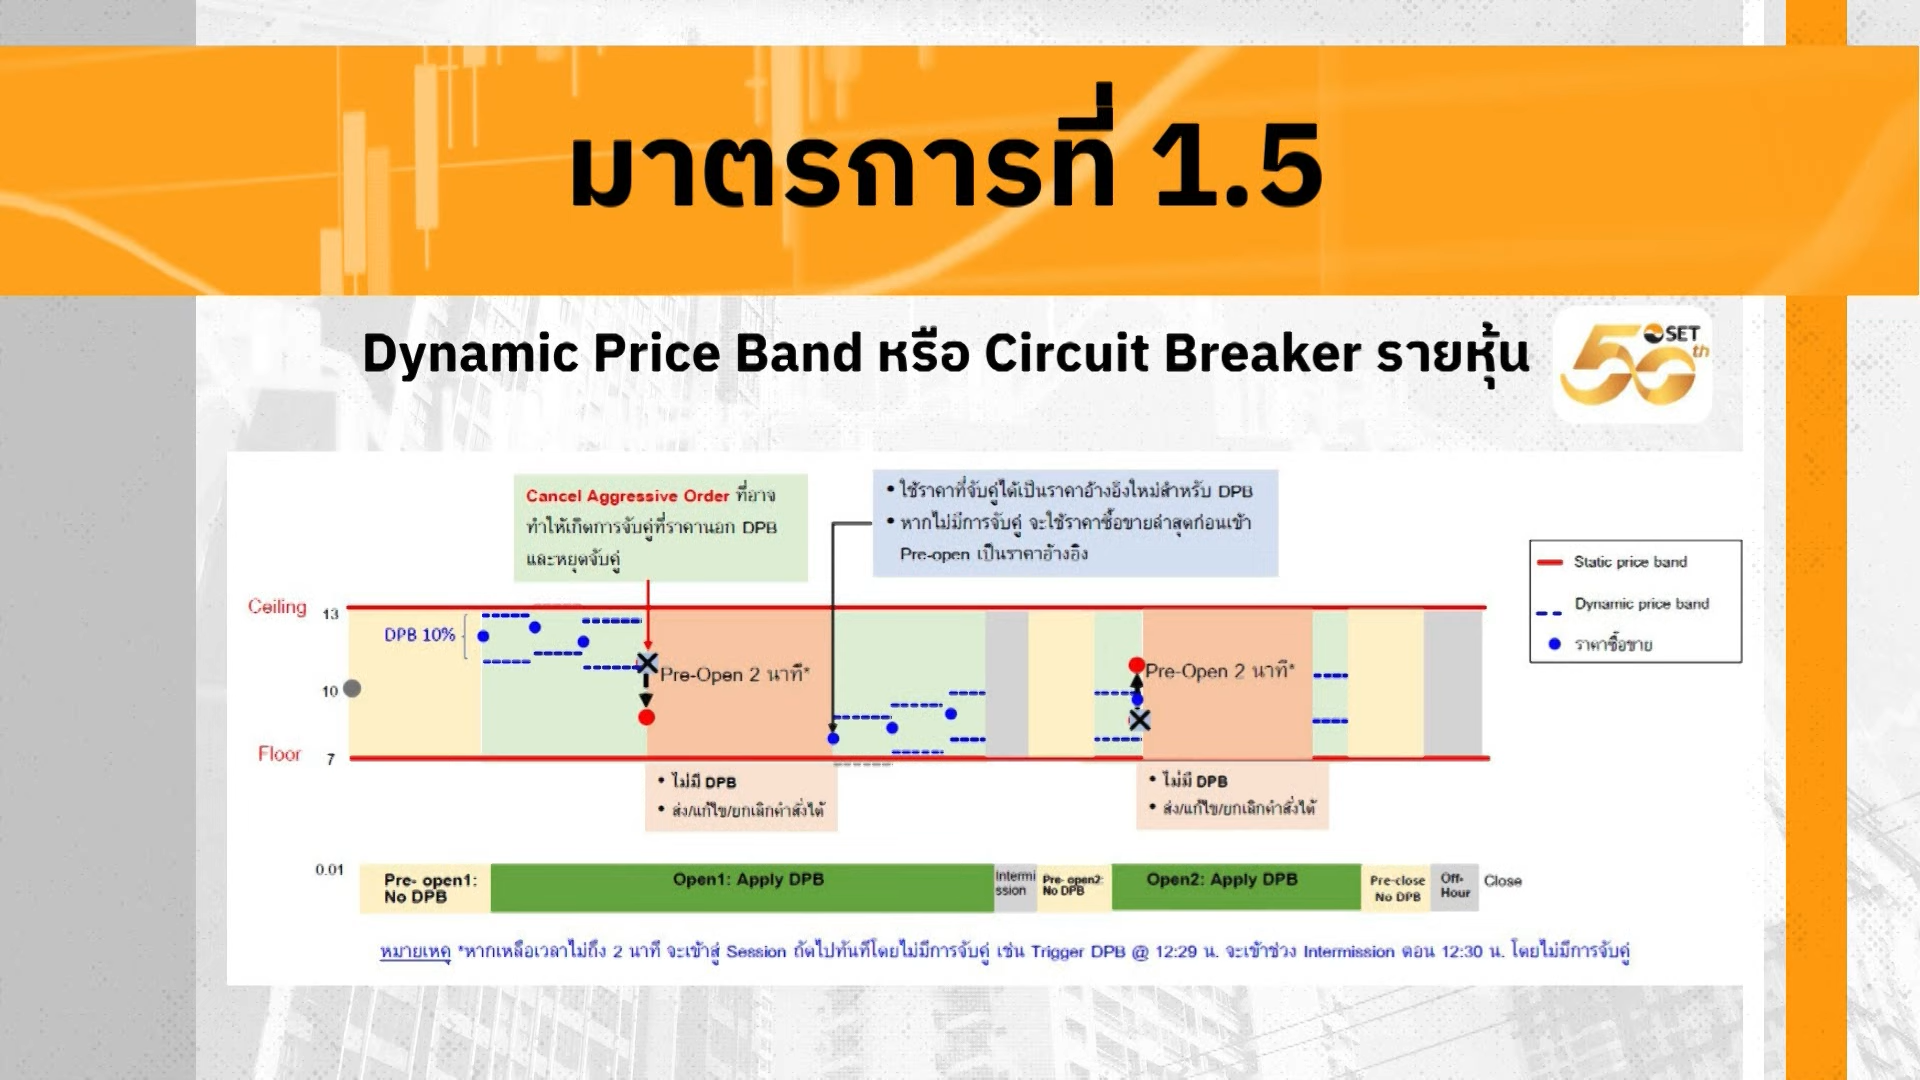 มาตรการที่ 1.5
Dynamic Price Band หรือ Circuit Breaker รายหุ้น
50th SET
Cancel Aggressive Order ที่อาจ
ทำให้เกิดการจับคู่ที่ราคานอก DPB
และหยุดจับคู่
• ใช้ราคาที่จับคู่ได้เป็นราคาอ้างอิงใหม่สำหรับ DPB
• หากไม่มีการจับคู่ จะใช้ราคาซื้อขายล่าสุดก่อนเข้า
Pre-open เป็นราคาอ้างอิง
Static price band
Dynamic price band
ราคาซื้อขาย
Ceiling 13
DPB 10%
Pre-Open 2 นาที*
Pre-Open 2 นาที*
10
Floor 7
• ไม่มี DPB
• ส่ง/แก้ไข/ยกเลิกคำสั่งได้
• ไม่มี DPB
• ส่ง/แก้ไข/ยกเลิกคำสั่งได้
0.01
Pre- open1:
No DPB
Open1: Apply DPB
Intermi
ssion
Pre- open2:
No DPB
Open2: Apply DPB
Pre-close
No DPB
Off-
Hour
Close
หมายเหตุ *หากเหลือเวลาไม่ถึง 2 นาที จะเข้าสู่ Session ถัดไปทันทีโดยไม่มีการจับคู่ เช่น Trigger DPB @ 12:29 น. จะเข้าช่วง Intermission ตอน 12:30 น. โดยไม่มีการจับคู่